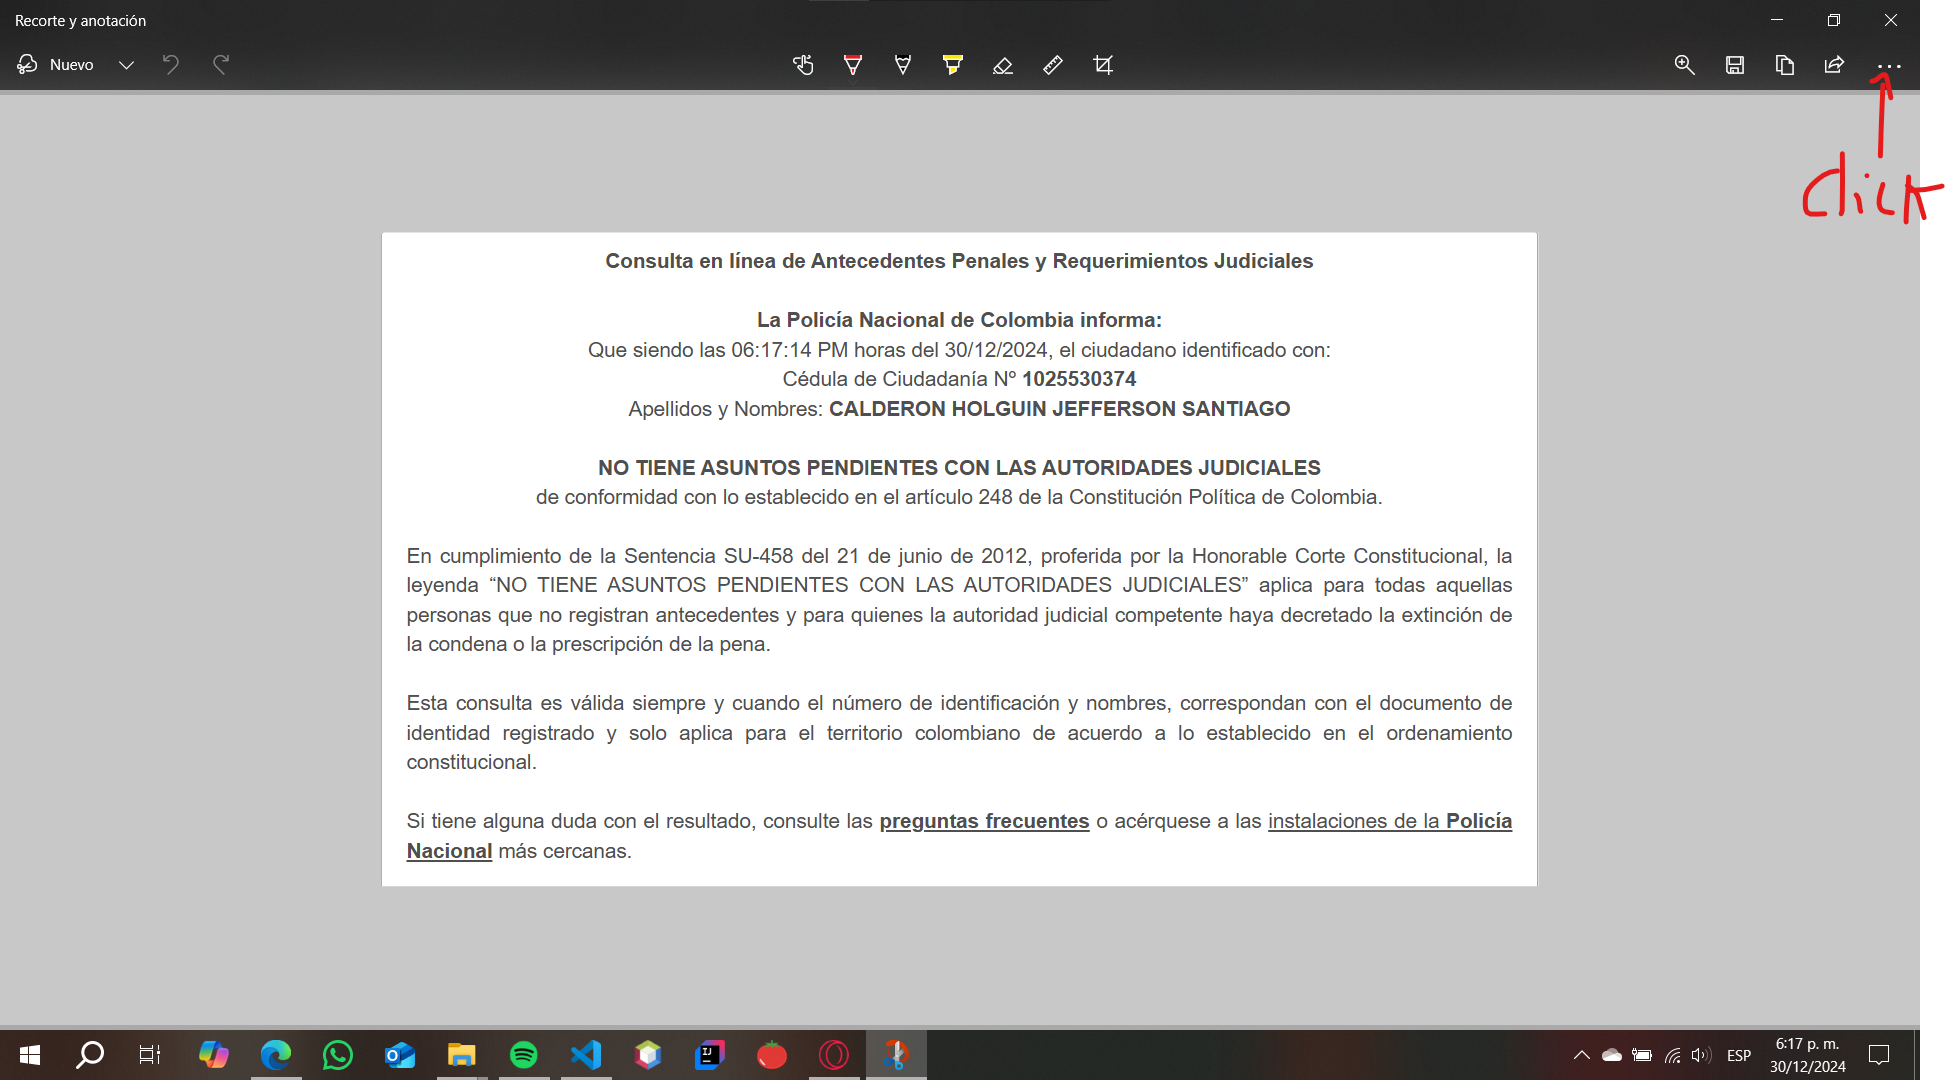 Recorte y anotación
Nuevo
click
Consulta en línea de Antecedentes Penales y Requerimientos Judiciales
La Policía Nacional de Colombia informa:
Que siendo las 06:17:14 PM horas del 30/12/2024, el ciudadano identificado con:
Cédula de Ciudadanía Nº 1025530374
Apellidos y Nombres: CALDERON HOLGUIN JEFFERSON SANTIAGO
NO TIENE ASUNTOS PENDIENTES CON LAS AUTORIDADES JUDICIALES
de conformidad con lo establecido en el artículo 248 de la Constitución Política de Colombia.
En cumplimiento de la Sentencia SU-458 del 21 de junio de 2012, proferida por la Honorable Corte Constitucional, la
leyenda “NO TIENE ASUNTOS PENDIENTES CON LAS AUTORIDADES JUDICIALES” aplica para todas aquellas
personas que no registran antecedentes y para quienes la autoridad judicial competente haya decretado la extinción de
la condena o la prescripción de la pena.
Esta consulta es válida siempre y cuando el número de identificación y nombres, correspondan con el documento de
identidad registrado y solo aplica para el territorio colombiano de acuerdo a lo establecido en el ordenamiento
constitucional.
Si tiene alguna duda con el resultado, consulte las preguntas frecuentes o acérquese a las instalaciones de la Policía
Nacional más cercanas.
ESP
6:17 p. m.
30/12/2024